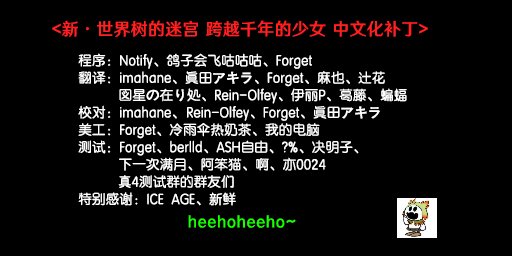 <新·世界树的迷宫 跨越千年的少女 中文化补丁>
程序：Notify、鸽子会飞咕咕咕、Forget
翻译：imahane、眞田アキラ、Forget、麻也、辻花
図星の在り処、Rein-Olfey、伊丽P、葛藤、蝙蝠
校对：imahane、Rein-Olfey、Forget、眞田アキラ
美工：Forget、冷雨伞热奶茶、我的电脑
测试：Forget、berlld、ASH自由、?%、决明子、
下一次满月、阿笨猫、啊、亦0024
真4测试群的群友们
特别感谢：ICE AGE、新鲜
heehoheeho~